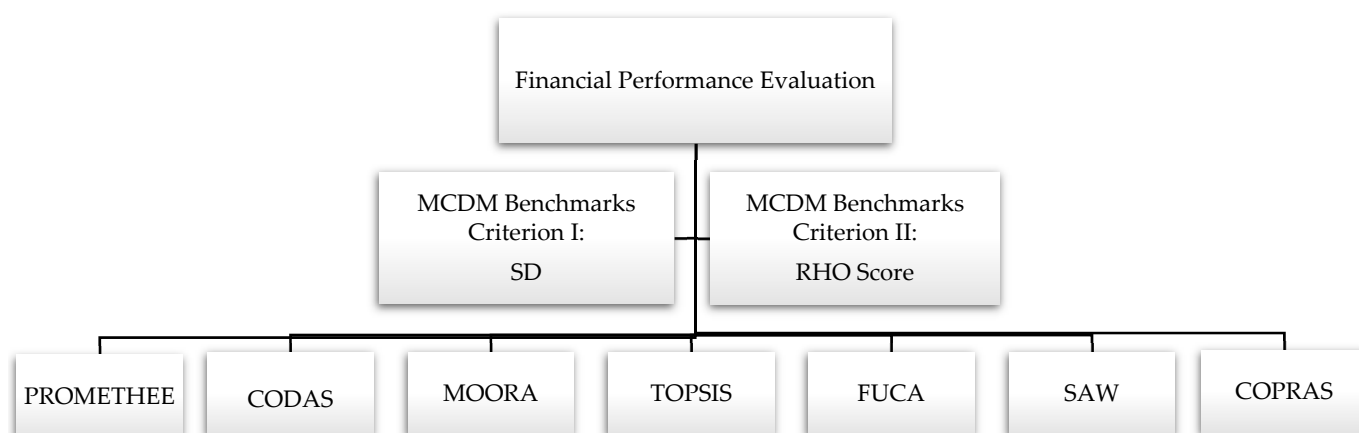 Financial Performance Evaluation
MCDM Benchmarks
Criterion I:
SD
MCDM Benchmarks
Criterion II:
RHO Score
PROMETHEE
CODAS
MOORA
TOPSIS
FUCA
SAW
COPRAS